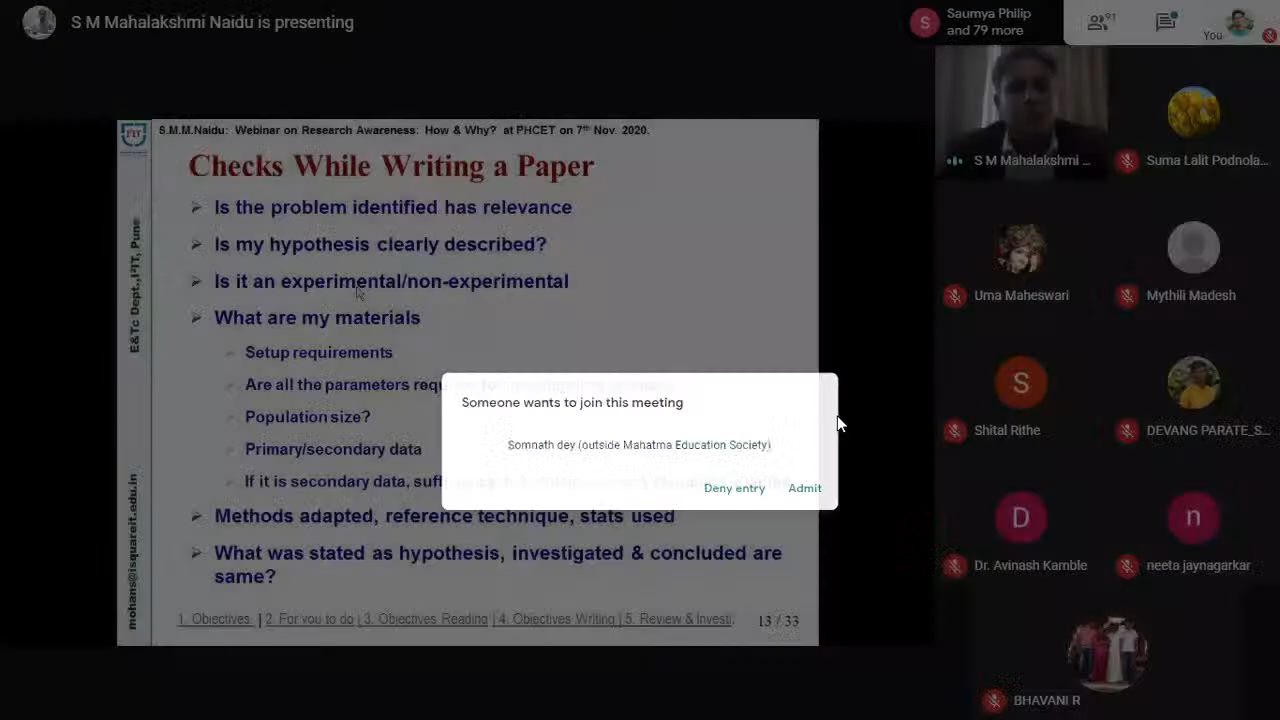 S M Mahalakshmi Naidu is presenting
S
Saumya Philip
and 79 more
91
You
S.M.M.Naidu: Webinar on Research Awareness: How & Why? at PHCET on 7th Nov. 2020.
Checks While Writing a Paper
Is the problem identified has relevance
Is my hypothesis clearly described?
Is it an experimental/non-experimental
What are my materials
Setup requirements
Are all the parameters
Population size?
Primary/secondary data
If it is secondary data,
Methods adapted, reference technique, stats used
What was stated as hypothesis, investigated & concluded are
same?
1. Objectives | 2. For you to do | 3. Objectives Reading | 4. Objectives Writing | 5. Review & Investi.
13 / 33
E&Tc Dept.,I²IT, Pune
mohans@isquareit.edu.in
Someone wants to join this meeting
Somnath dey (outside Mahatma Education Society)
Deny entry
Admit
S M Mahalakshmi ...
Suma Lalit Podnola...
Uma Maheswari
Mythili Madesh
S
Shital Rithe
DEVANG PARATE_S...
D
Dr. Avinash Kamble
n
neeta jaynagarkar
BHAVANI R